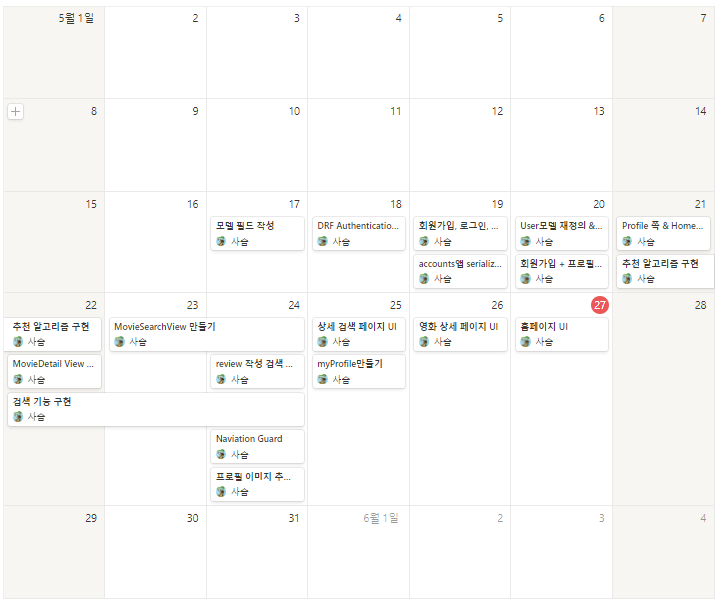 5월 1일
2
3
4
5
6
7
8
9
10
11
12
13
14
15
16
17
18
19
20
21
모델 필드 작성
사슴
DRF Authenticatio...
사슴
회원가입, 로그인, ...
사슴
User모델 재정의 &...
사슴
Profile 쪽 & Home...
사슴
accounts앱 serializ...
사슴
회원가입 + 프로필...
사슴
추천 알고리즘 구현
사슴
22
23
24
25
26
27
28
추천 알고리즘 구현
사슴
MovieSearchView 만들기
사슴
상세 검색 페이지 UI
사슴
영화 상세 페이지 UI
사슴
홈페이지 UI
사슴
MovieDetail View ...
사슴
review 작성 검색 ...
사슴
myProfile만들기
사슴
검색 기능 구현
사슴
Naviation Guard
사슴
프로필 이미지 추...
사슴
29
30
31
6월 1일
2
3
4